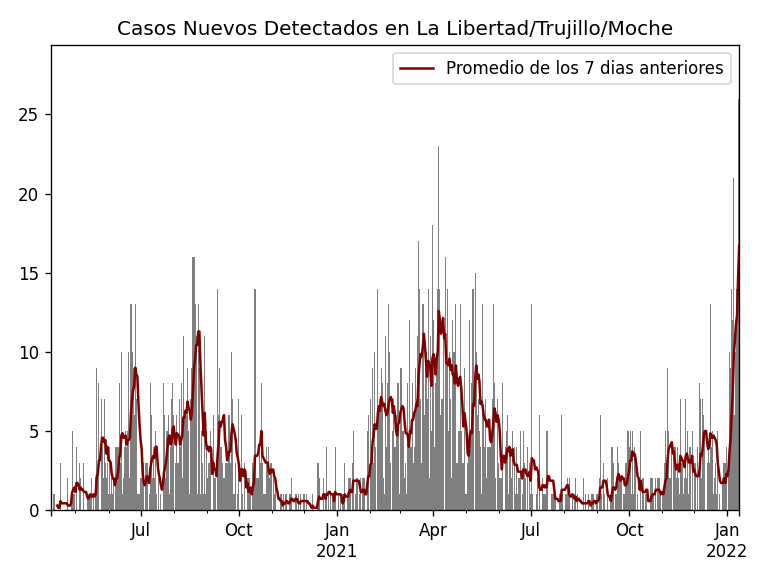 Casos Nuevos Detectados en La Libertad/Trujillo/Moche
Promedio de los 7 dias anteriores
25
20
15
10
5
0
Jul
Oct
Jan
2021
Apr
Jul
Oct
Jan
2022